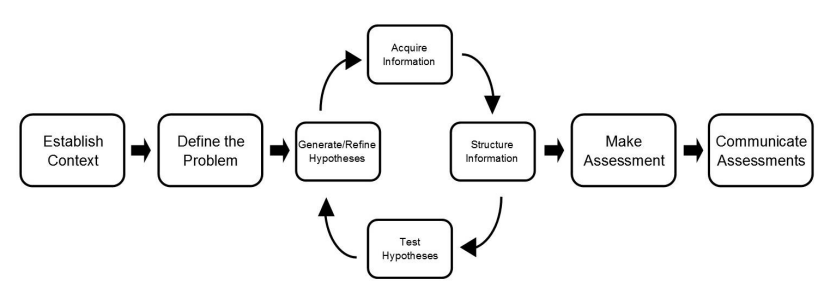 Establish
Context
Define the
Problem
Generate/Refine
Hypotheses
Acquire
Information
Structure
Information
Test
Hypotheses
Make
Assessment
Communicate
Assessments